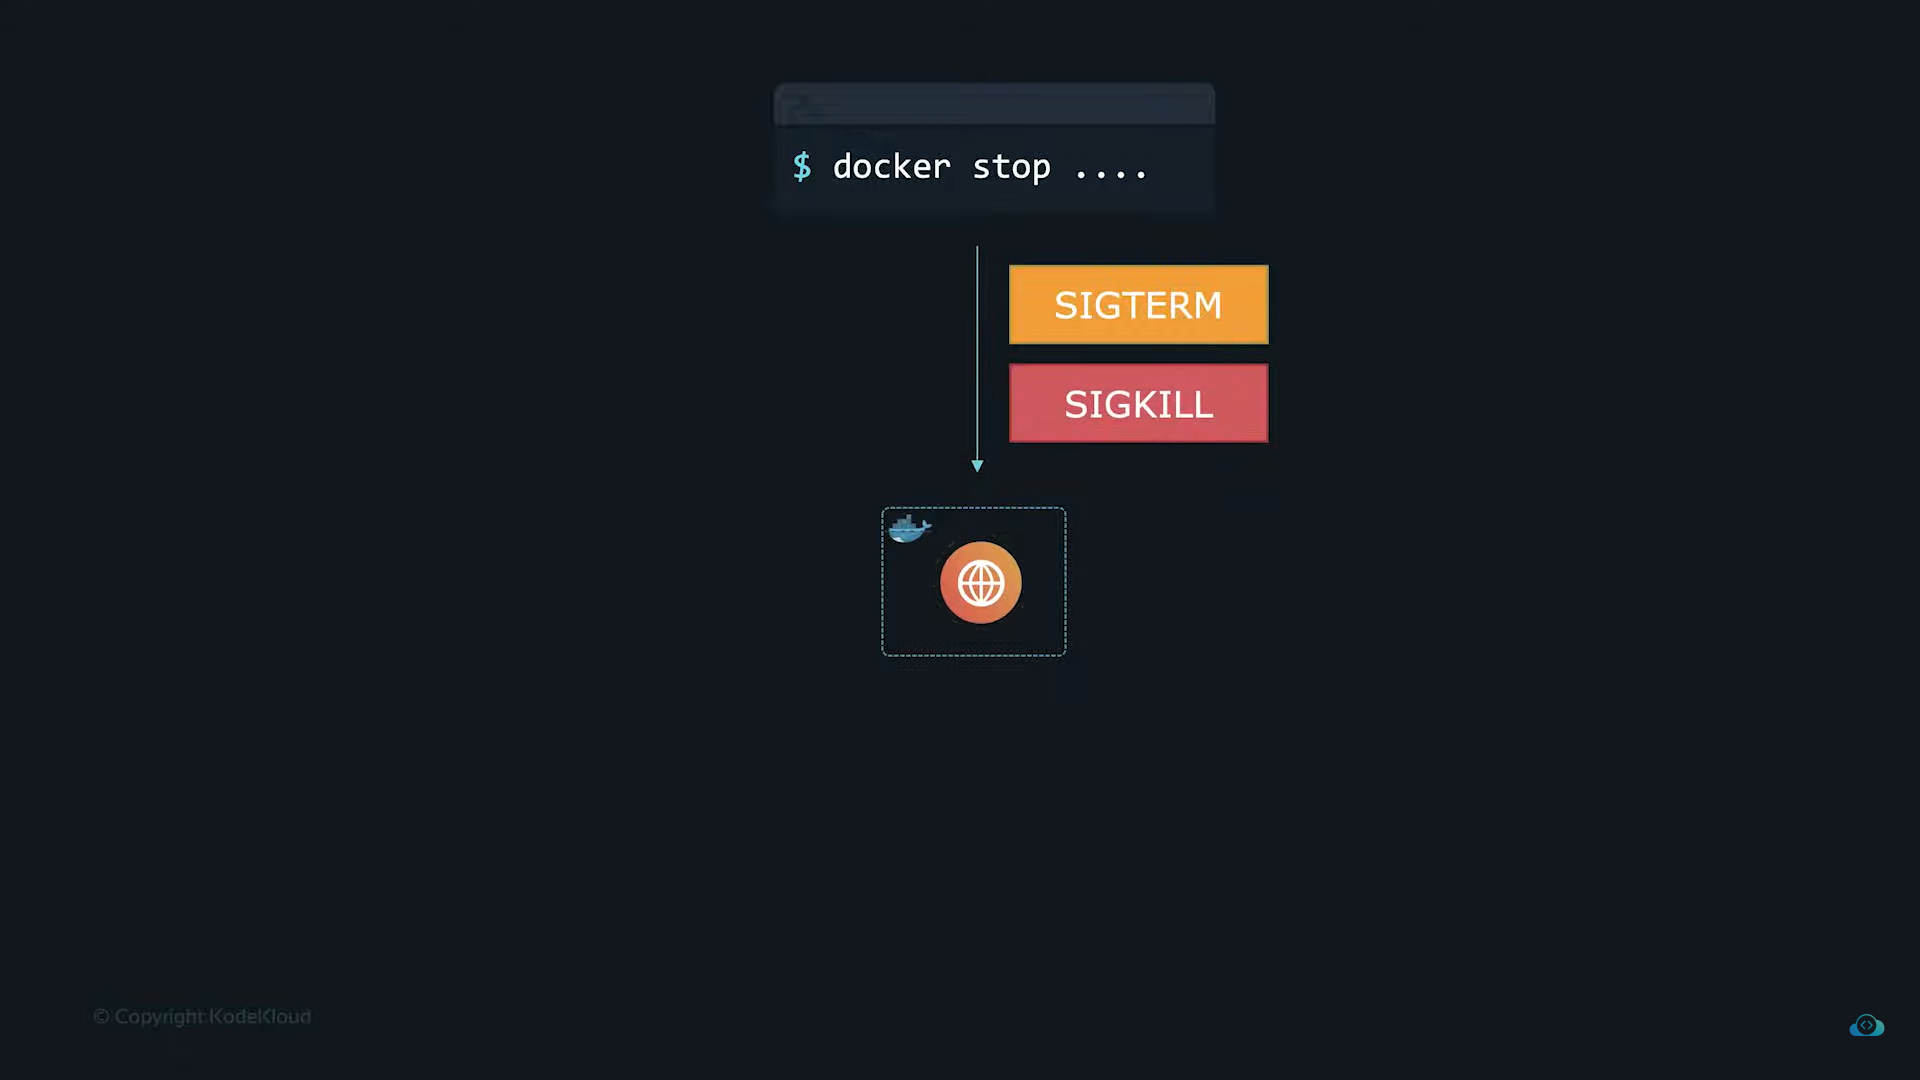 $ docker stop ....
SIGTERM
SIGKILL
© Copyright KodeKloud